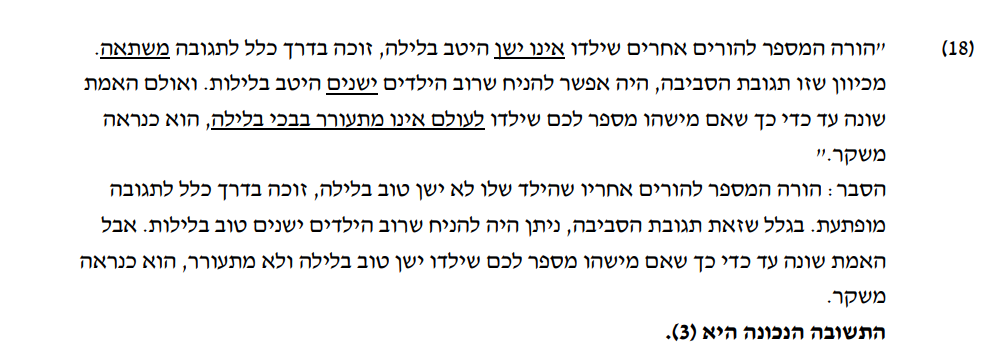 (18) "הורה המספר להורים אחרים שילדו אינו ישן היטב בלילה, זוכה בדרך כלל לתגובה משתאה.
מכיוון שזו תגובת הסביבה, היה אפשר להניח שרוב הילדים ישנים היטב בלילות. ואולם האמת
שונה עד כדי כך שאם מישהו מספר לכם שילדו לעולם אינו מתעורר בבכי בלילה, הוא כנראה
משקר."
הסבר: הורה המספר להורים אחריו שהילד שלו לא ישן טוב בלילה, זוכה בדרך כלל לתגובה
מופתעת. בגלל שזאת תגובת הסביבה, ניתן היה להניח שרוב הילדים ישנים טוב בלילות. אבל
האמת שונה עד כדי כך שאם מישהו מספר לכם שילדו ישן טוב בלילה ולא מתעורר, הוא כנראה
משקר.
התשובה הנכונה היא (3).